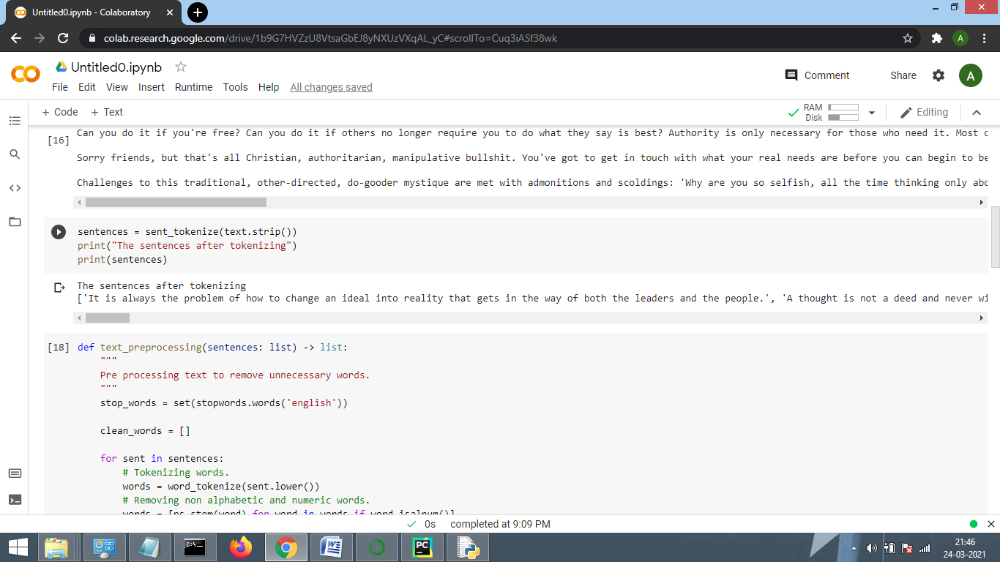 Untitled0.ipynb - Colaboratory
colab.research.google.com/drive/1b9G7HVZzU8VtsaGbEJ8yNXUzVXqAL_yC#scrollTo=Cuq3iASf38wk
A
Untitled0.ipynb
File Edit View Insert Runtime Tools Help All changes saved
Comment Share A
+ Code + Text
RAM
Disk
Editing
[16]
Can you do it if you're free? Can you do it if others no longer require you to do what they say is best? Authority is only necessary for those who need it. Most
Sorry friends, but that's all Christian, authoritarian, manipulative bullshit. You've got to get in touch with what your real needs are before you can begin to be
Challenges to this traditional, other-directed, do-gooder mystique are met with admonitions and scoldings: 'Why are you so selfish, all the time thinking only
sentences = sent_tokenize(text.strip())
print("The sentences after tokenizing")
print(sentences)
The sentences after tokenizing
['It is always the problem of how to change an ideal into reality that gets in the way of both the leaders and the people.', 'A thought is not a deed and never
[18] def text_preprocessing(sentences: list) -> list:
"""
Pre processing text to remove unnecessary words.
"""
stop_words = set(stopwords.words('english'))
clean_words = []
for sent in sentences:
# Tokenizing words.
words = word_tokenize(sent.lower())
# Removing non alphabetic and numeric words.
words = [ps.stem(word) for word in words if word.isalnum()]
0s completed at 9:09 PM
C:\_
W
PC
21:46
24-03-2021